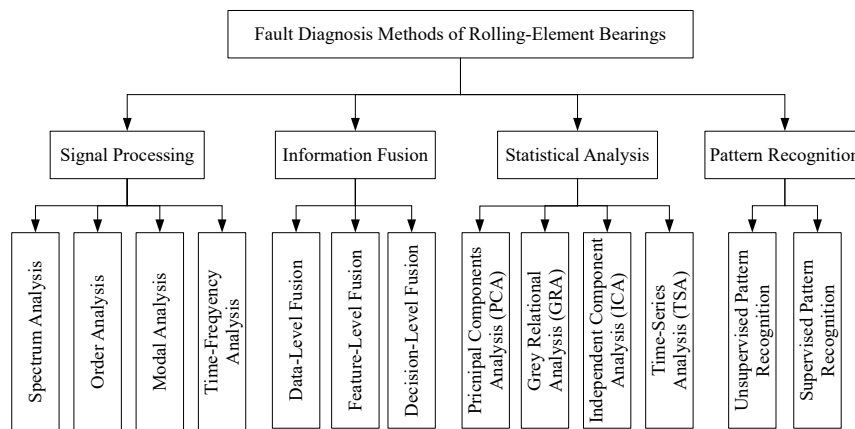 Fault Diagnosis Methods of Rolling-Element Bearings
Signal Processing
Information Fusion
Statistical Analysis
Pattern Recognition
Spectrum Analysis
Order Analysis
Modal Analysis
Time-Freqyency
Analysis
Data-Level Fusion
Feature-Level Fusion
Decision-Level Fusion
Pricnipal Components
Analysis (PCA)
Grey Relational
Analysis (GRA)
Independent Component
Analysis (ICA)
Time-Series
Analysis (TSA)
Unsupervised Pattern
Recognition
Supervised Pattern
Recognition